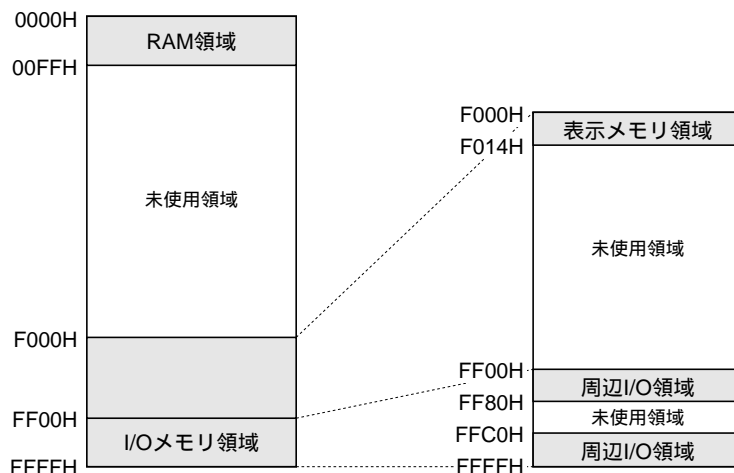 0000H
RAM領域
00FFH
未使用領域
F000H
FF00H
I/Oメモリ領域
FFFFH
F000H
表示メモリ領域
F014H
未使用領域
FF00H
周辺I/O領域
FF80H
未使用領域
FFC0H
周辺I/O領域
FFFFH